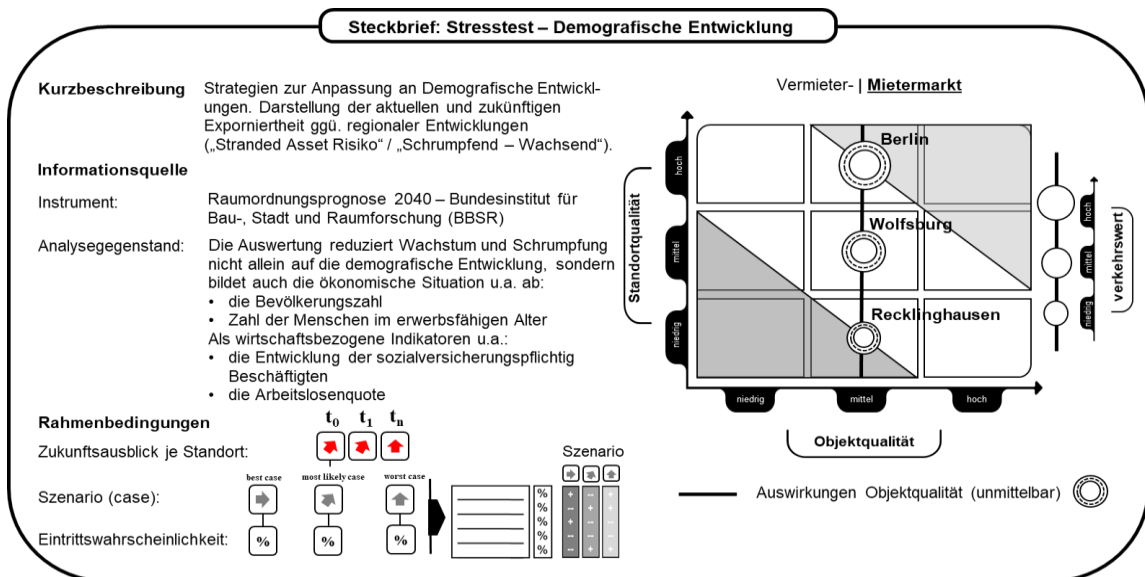 Steckbrief: Stresstest – Demografische Entwicklung
Kurzbeschreibung
Strategien zur Anpassung an Demografische Entwickl-
ungen. Darstellung der aktuellen und zukünftigen
Exporniertheit ggü. regionaler Entwicklungen
(„Stranded Asset Risiko“ / „Schrumpfend – Wachsend“).
Informationsquelle
Instrument:
Raumordnungsprognose 2040 – Bundesinstitut für
Bau-, Stadt und Raumforschung (BBSR)
Analysegegenstand:
Die Auswertung reduziert Wachstum und Schrumpfung
nicht allein auf die demografische Entwicklung, sondern
bildet auch die ökonomische Situation u.a. ab:
• die Bevölkerungszahl
• Zahl der Menschen im erwerbsfähigen Alter
Als wirtschaftsbezogene Indikatoren u.a.:
• die Entwicklung der sozialversicherungspflichtig
Beschäftigten
• die Arbeitslosenquote
Rahmenbedingungen
t0 t1 tn
Zukunftsausblick je Standort:
best case most likely case worst case
Szenario (case):
Eintrittswahrscheinlichkeit:
% % %
Szenario
% + -- +
% -- + +
% + -- --
% -- + --
% -- + +
Vermieter- | Mietermarkt
Standortqualität
hoch
mittel
niedrig
Berlin
Wolfsburg
Recklinghausen
niedrig mittel hoch
Objektqualität
hoch
mittel
niedrig
verkehrswert
Auswirkungen Objektqualität (unmittelbar)